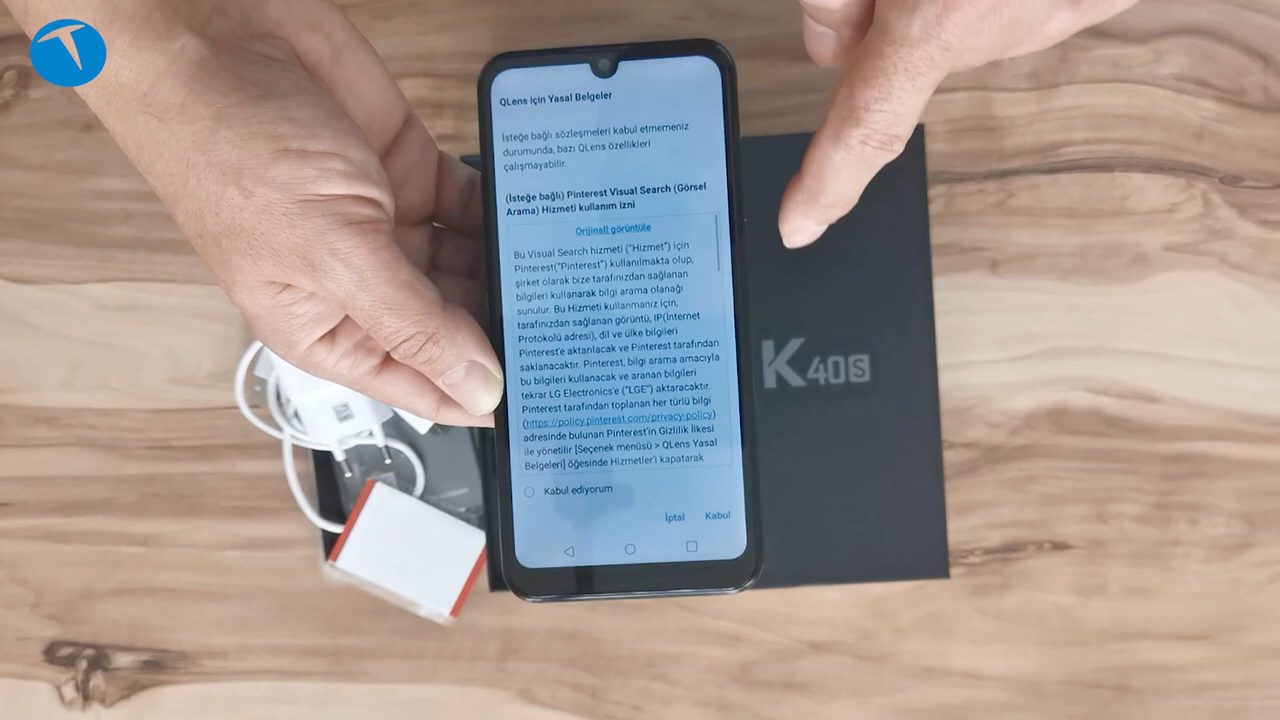 QLens için Yasal Belgeler
İsteğe bağlı sözleşmeleri kabul etmemeniz
durumunda, bazı QLens özellikleri
çalışmayabilir.
(İsteğe bağlı) Pinterest Visual Search (Görsel
Arama) Hizmeti kullanım izni
Orijinali görüntüle
Bu Visual Search hizmeti ("Hizmet") için
Pinterest("Pinterest") kullanılmakta olup,
şirket olarak bize tarafınızdan sağlanan
bilgileri kullanarak bilgi arama olanağı
sunulur. Bu Hizmeti kullanmanız için,
tarafınızdan sağlanan görüntü, IP(İnternet
Protokolü adresi), dil ve ülke bilgileri
Pinterest'e aktarılacak ve Pinterest tarafından
saklanacaktır. Pinterest, bilgi arama amacıyla
bu bilgileri kullanacak ve aranan bilgileri
tekrar LG Electronics'e ("LGE") aktaracaktır.
Pinterest tarafından toplanan her türlü bilgi
(https://policy.pinterest.com/privacy-policy)
adresinde bulunan Pinterest'in Gizlilik İlkesi
ile yönetilir [Seçenek menüsü > QLens Yasal
Belgeleri] öğesinde Hizmetler'i kapatarak
Kabul ediyorum
İptal Kabul
K40S